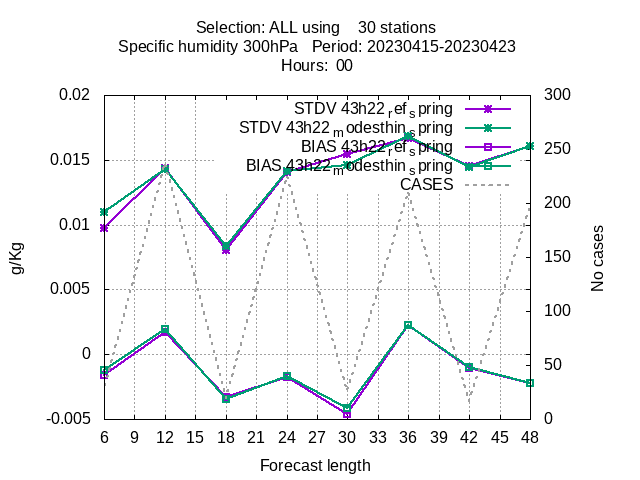 Selection: ALL using    30 stations
Specific humidity 300hPa   Period: 20230415-20230423
Hours:  00
STDV 43h22_ref_spring
STDV 43h22_modesthin_spring
BIAS 43h22_ref_spring
BIAS 43h22_modesthin_spring
CASES
0.02
0.015
0.01
0.005
0
-0.005
g/Kg
300
250
200
150
100
50
0
No cases
6 9 12 15 18 21 24 27 30 33 36 39 42 45 48
Forecast length